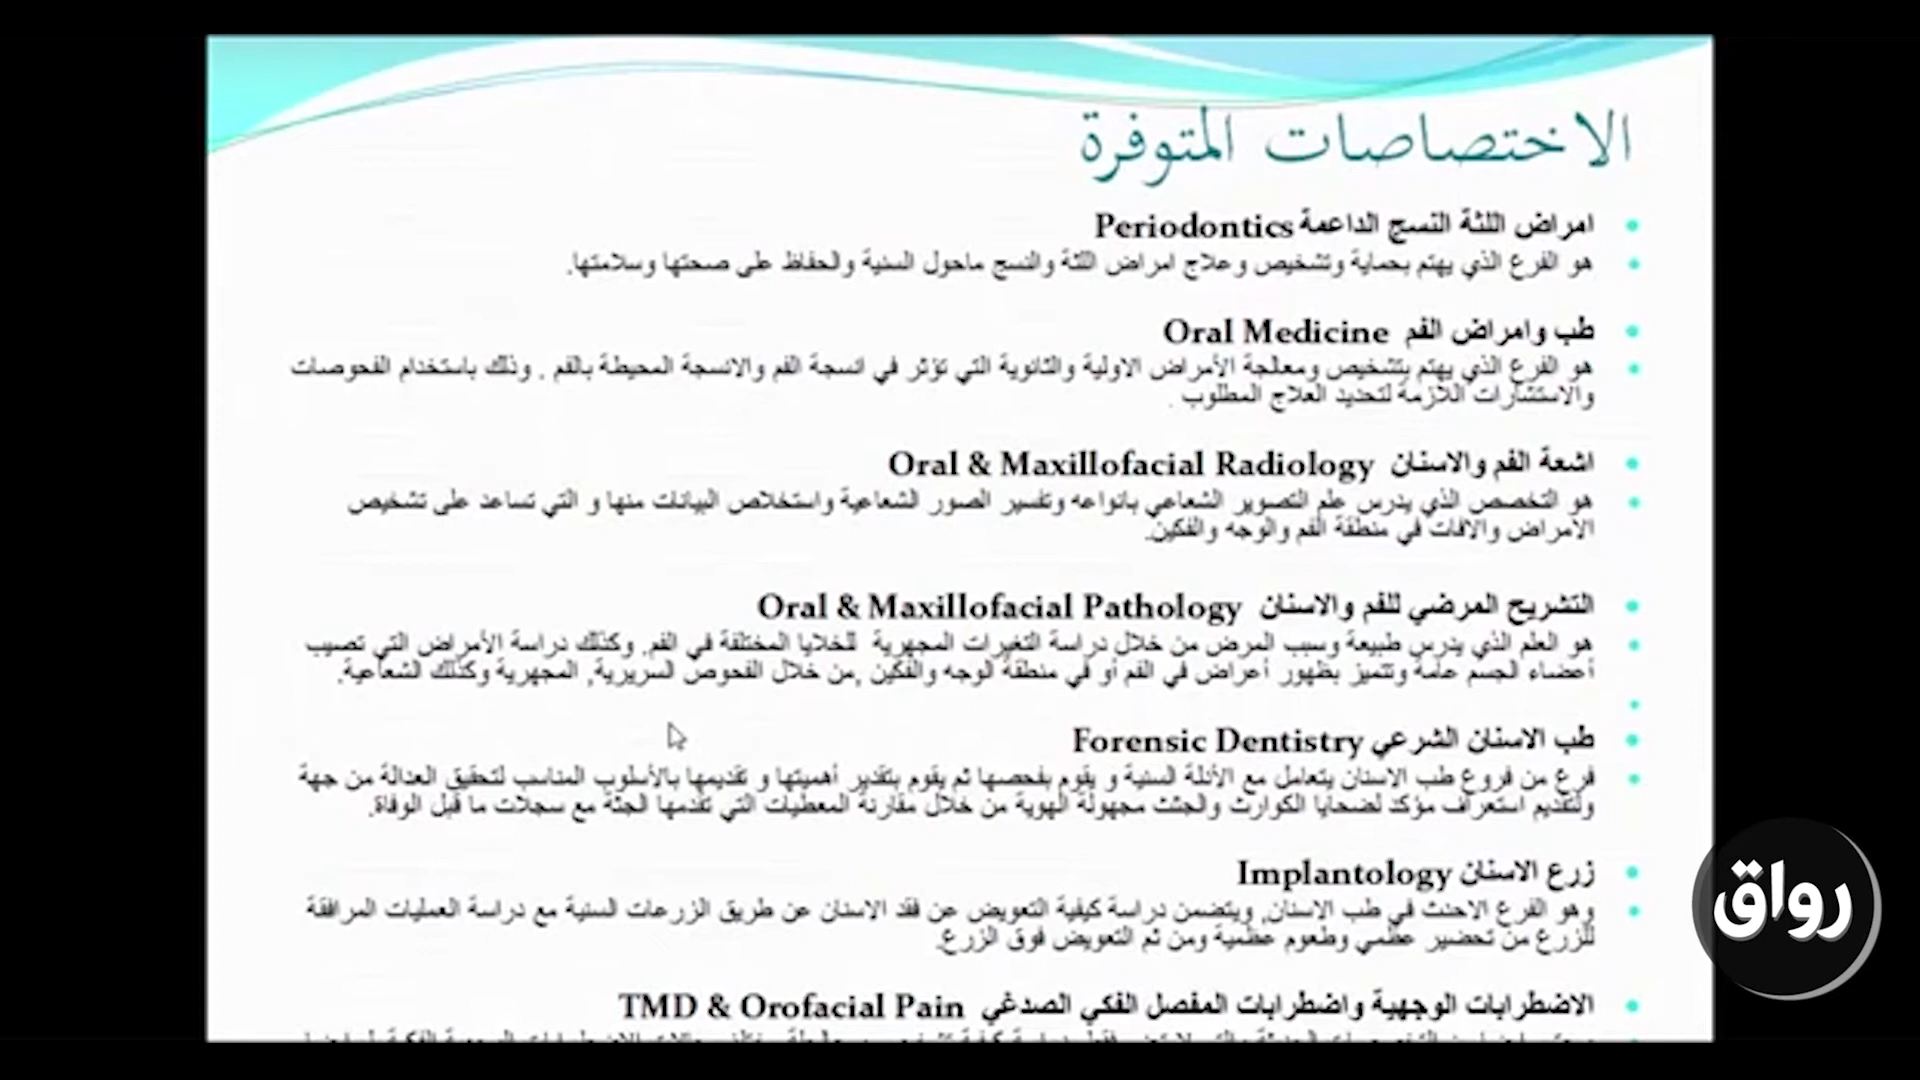 الاختصاصات المتوفرة
امراض اللثة النسج الداعمة Periodontics
هو الفرع الذي يهتم بحماية وتشخيص وعلاج امراض اللثة والنسج ماحول السنية والحفاظ على صحتها وسلامتها.
طب وامراض الفم Oral Medicine
هو الفرع الذي يهتم بتشخيص ومعالجة الأمراض الاولية والثانوية التي تؤثر في انسجة الفم والانسجة المحيطة بالفم . وذلك باستخدام الفحوصات
والاستشارات اللازمة لتحديد العلاج المطلوب .
اشعة الفم والاسنان Oral & Maxillofacial Radiology
هو التخصص الذي يدرس علم التصوير الشعاعي بانواعه وتفسير الصور الشعاعية واستخلاص البيانات منها و التي تساعد على تشخيص
الامراض والافات في منطقة الفم والوجه والفكين.
التشريح المرضي للفم والاسنان Oral & Maxillofacial Pathology
هو العلم الذي يدرس طبيعة وسبب المرض من خلال دراسة التغيرات المجهرية للخلايا المختلفة في الفم. وكذلك دراسة الأمراض التي تصيب
أعضاء الجسم عامة وتتميز بظهور أعراض في الفم أو في منطقة الوجه والفكين ,من خلال الفحوص السريرية, المجهرية وكذلك الشعاعية.
طب الاسنان الشرعي Forensic Dentistry
فرع من فروع طب الاسنان يتعامل مع الأدلة السنية و يقوم بفحصها ثم يقوم بتقدير أهميتها و تقديمها بالأسلوب المناسب لتحقيق العدالة من جهة
ولتقديم استعراف مؤكد لضحايا الكوارث والجثث مجهولة الهوية من خلال مقارنة المعطيات التي تقدمها الجثة مع سجلات ما قبل الوفاة.
زرع الاسنان Implantology
وهو الفرع الاحدث في طب الاسنان, ويتضمن دراسة كيفية التعويض عن فقد الاسنان عن طريق الزرعات السنية مع دراسة العمليات المرافقة
للزرع من تحضير عظمي وطعوم عظمية ومن ثم التعويض فوق الزرع.
الاضطرابات الوجهية واضطرابات المفصل الفكي الصدغي TMD & Orofacial Pain
رواق